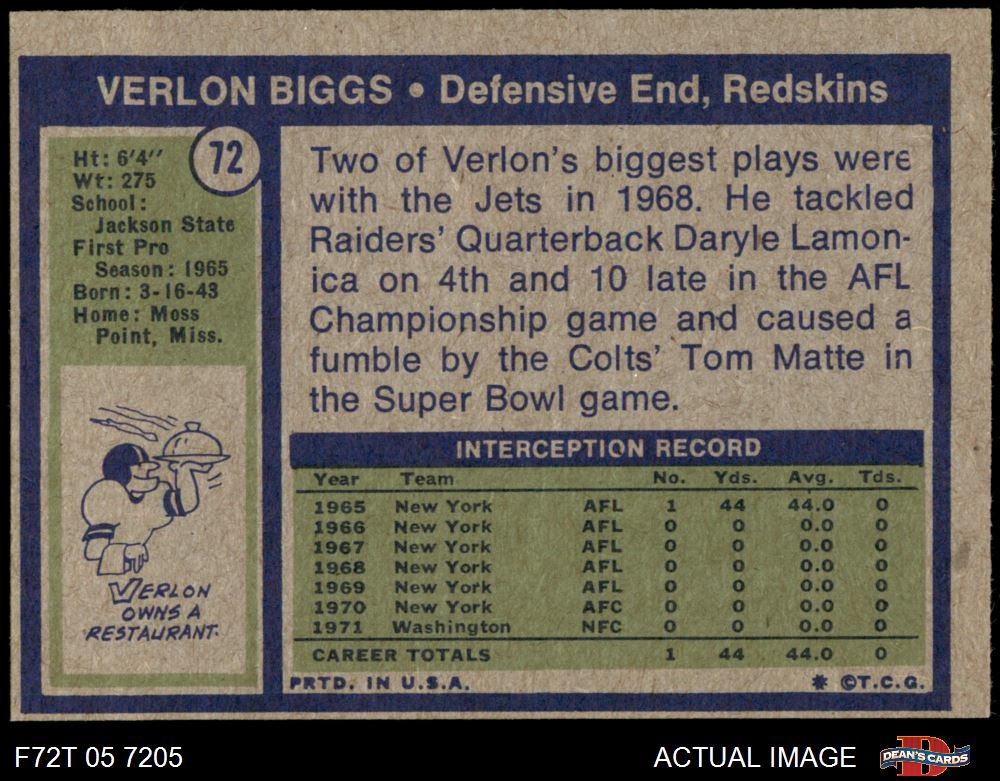 VERLON BIGGS • Defensive End, Redskins
72
Ht: 6'4''
Wt: 275
School:
Jackson State
First Pro
Season: 1965
Born: 3-16-43
Home: Moss
Point, Miss.
VERLON
OWNS A
RESTAURANT.
Two of Verlon's biggest plays were
with the Jets in 1968. He tackled
Raiders' Quarterback Daryle Lamon-
ica on 4th and 10 late in the AFL
Championship game and caused a
fumble by the Colts' Tom Matte in
the Super Bowl game.
INTERCEPTION RECORD
Year Team No. Yds. Avg. Tds.
1965 New York AFL 1 44 44.0 0
1966 New York AFL 0 0 0.0 0
1967 New York AFL 0 0 0.0 0
1968 New York AFL 0 0 0.0 0
1969 New York AFL 0 0 0.0 0
1970 New York AFC 0 0 0.0 0
1971 Washington NFC 0 0 0.0 0
CAREER TOTALS 1 44 44.0 0
PRTD. IN U.S.A. * ©T.C.G.
F72T 05 7205 ACTUAL IMAGE DEAN'S CARDS